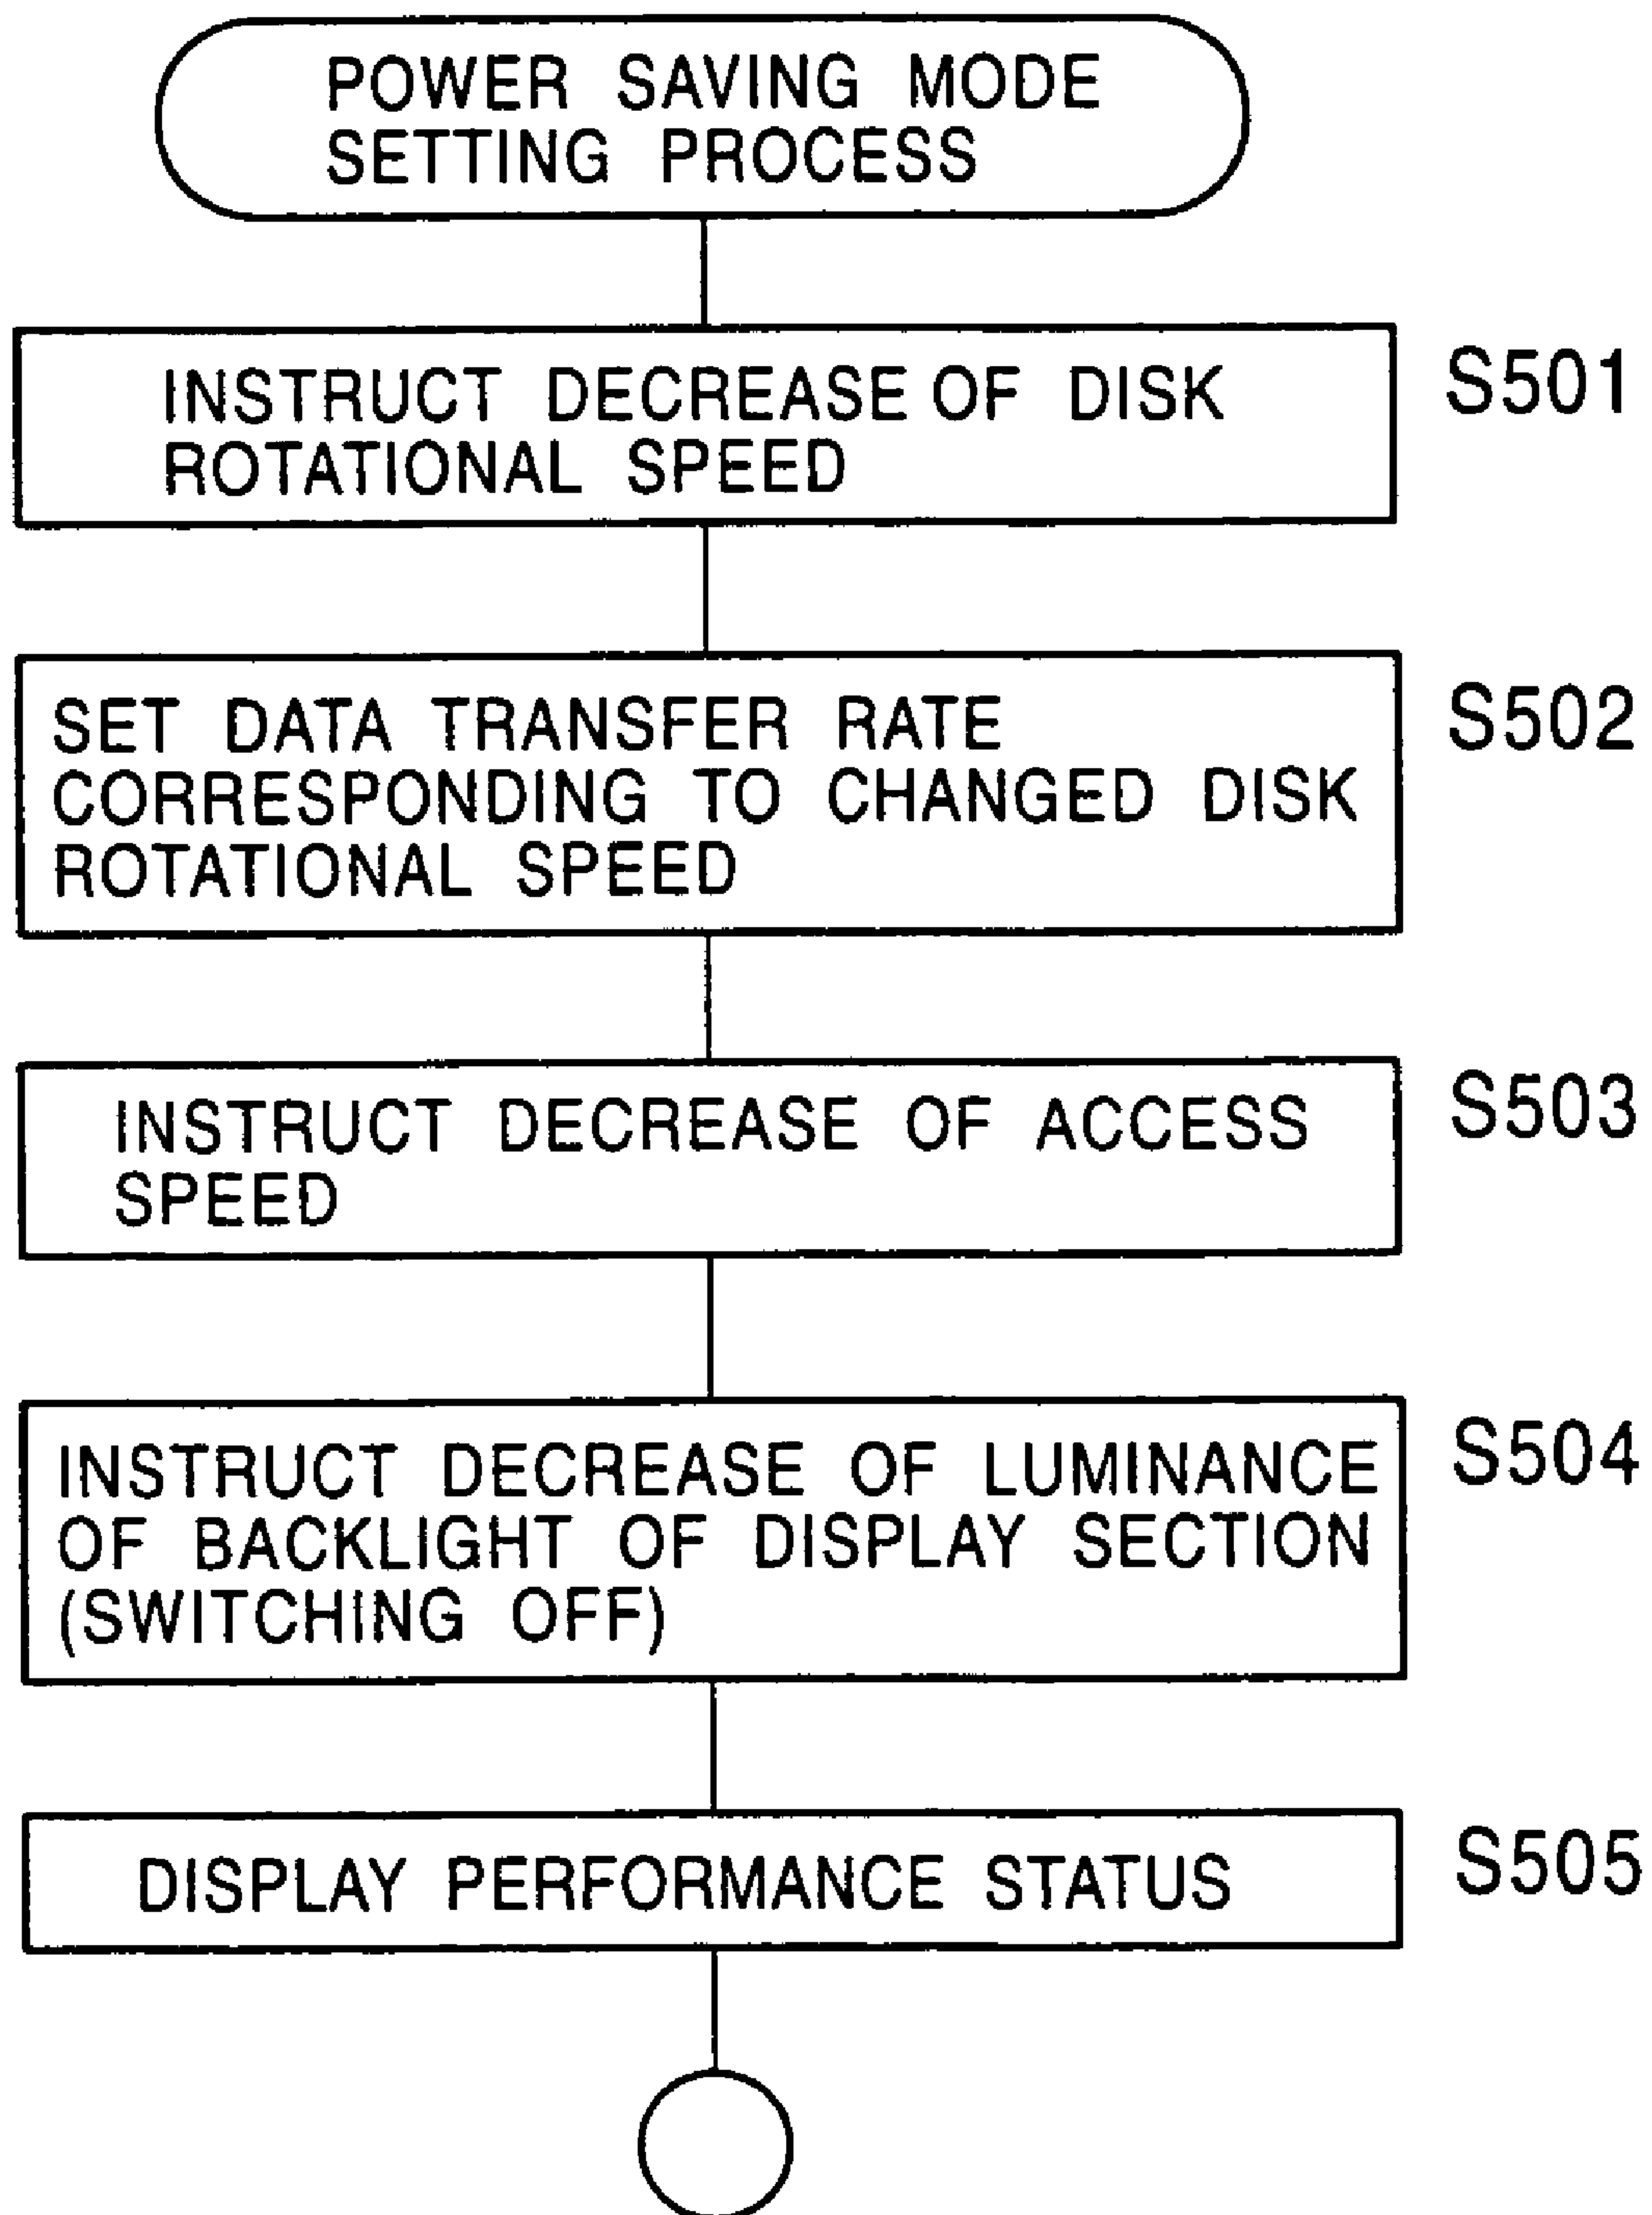 POWER SAVING MODE
SETTING PROCESS
INSTRUCT DECREASE OF DISK
ROTATIONAL SPEED
S501
SET DATA TRANSFER RATE
CORRESPONDING TO CHANGED DISK
ROTATIONAL SPEED
S502
INSTRUCT DECREASE OF ACCESS
SPEED
S503
INSTRUCT DECREASE OF LUMINANCE
OF BACKLIGHT OF DISPLAY SECTION
(SWITCHING OFF)
S504
DISPLAY PERFORMANCE STATUS
S505